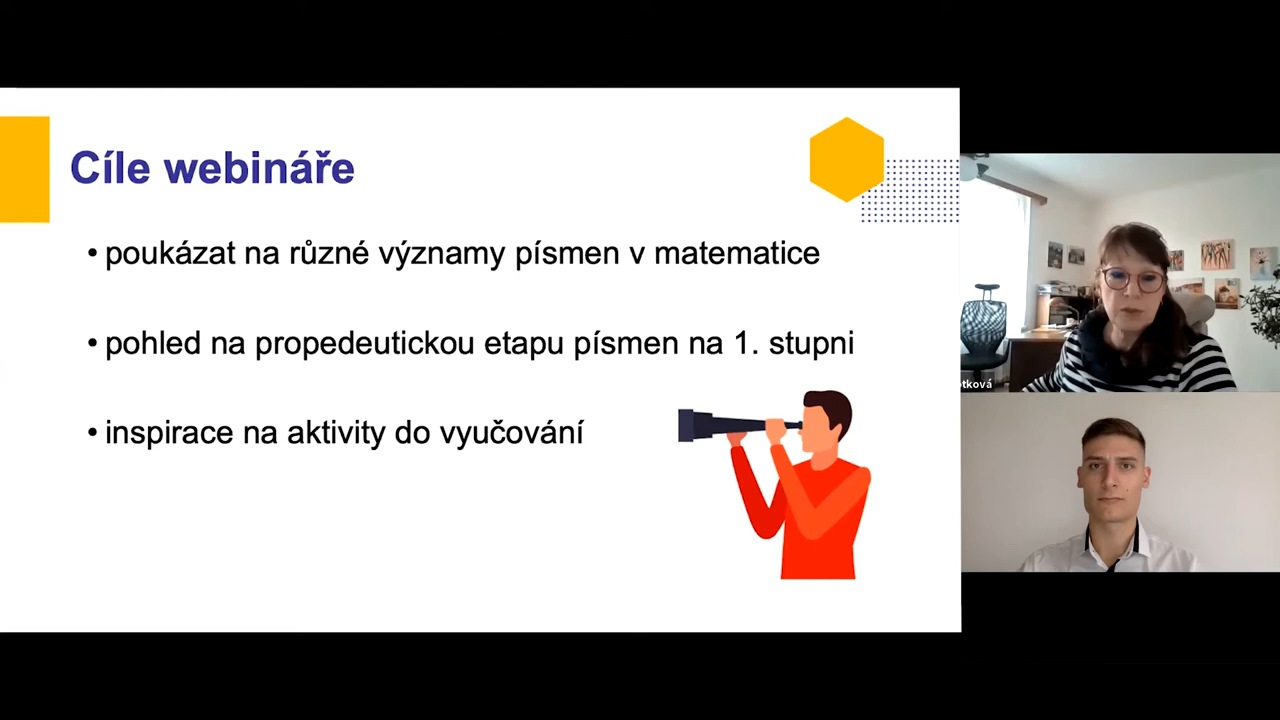 Cíle webináře
• poukázat na různé významy písmen v matematice
• pohled na propedeutickou etapu písmen na 1. stupni
• inspirace na aktivity do vyučování